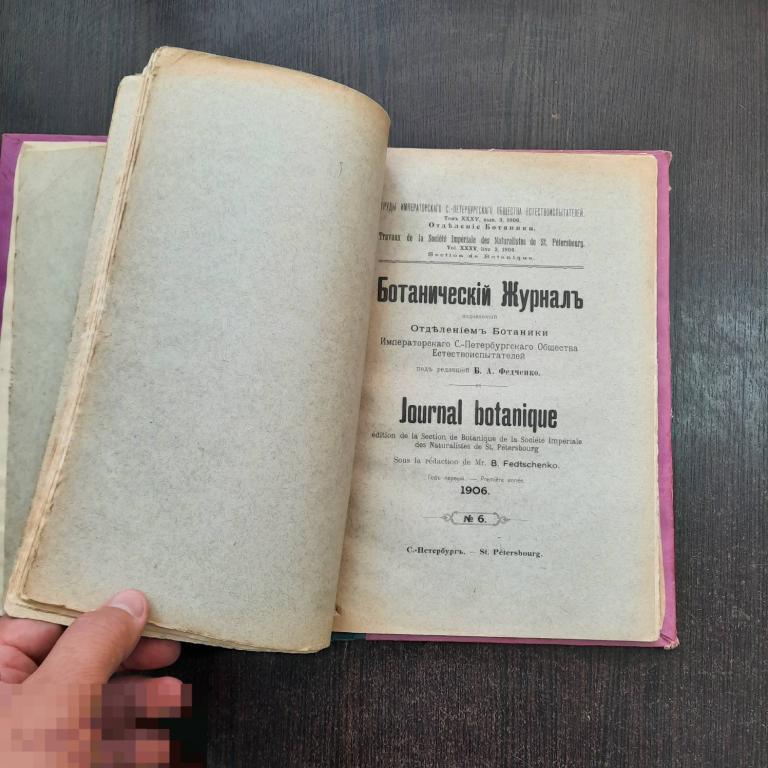 ТРУДЫ ИМПЕРАТОРСКАГО С.-ПЕТЕРБУРГСКАГО ОБЩЕСТВА ЕСТЕСТВОИСПЫТАТЕЛЕЙ.
Томъ XXXV, вып. 3, 1906.
Отдѣленіе Ботаники.
Travaux de la Société Impériale des Naturalistes de St. Pétersbourg.
Vol. XXXV, livr. 3, 1906.
Section de Botanique.
Ботаническій Журналъ
издаваемый
Отдѣленіемъ Ботаники
Императорскаго С.-Петербургскаго Общества
Естествоиспытателей
подъ редакціей Б. А. Федченко.
Journal botanique
édition de la Section de Botanique de la Société Impériale
des Naturalistes de St. Pétersbourg
Sous la rédaction de Mr. B. Fedtschenko.
Годъ первый. — Première année.
1906.
№ 6.
С.-Петербургъ. — St. Pétersbourg.